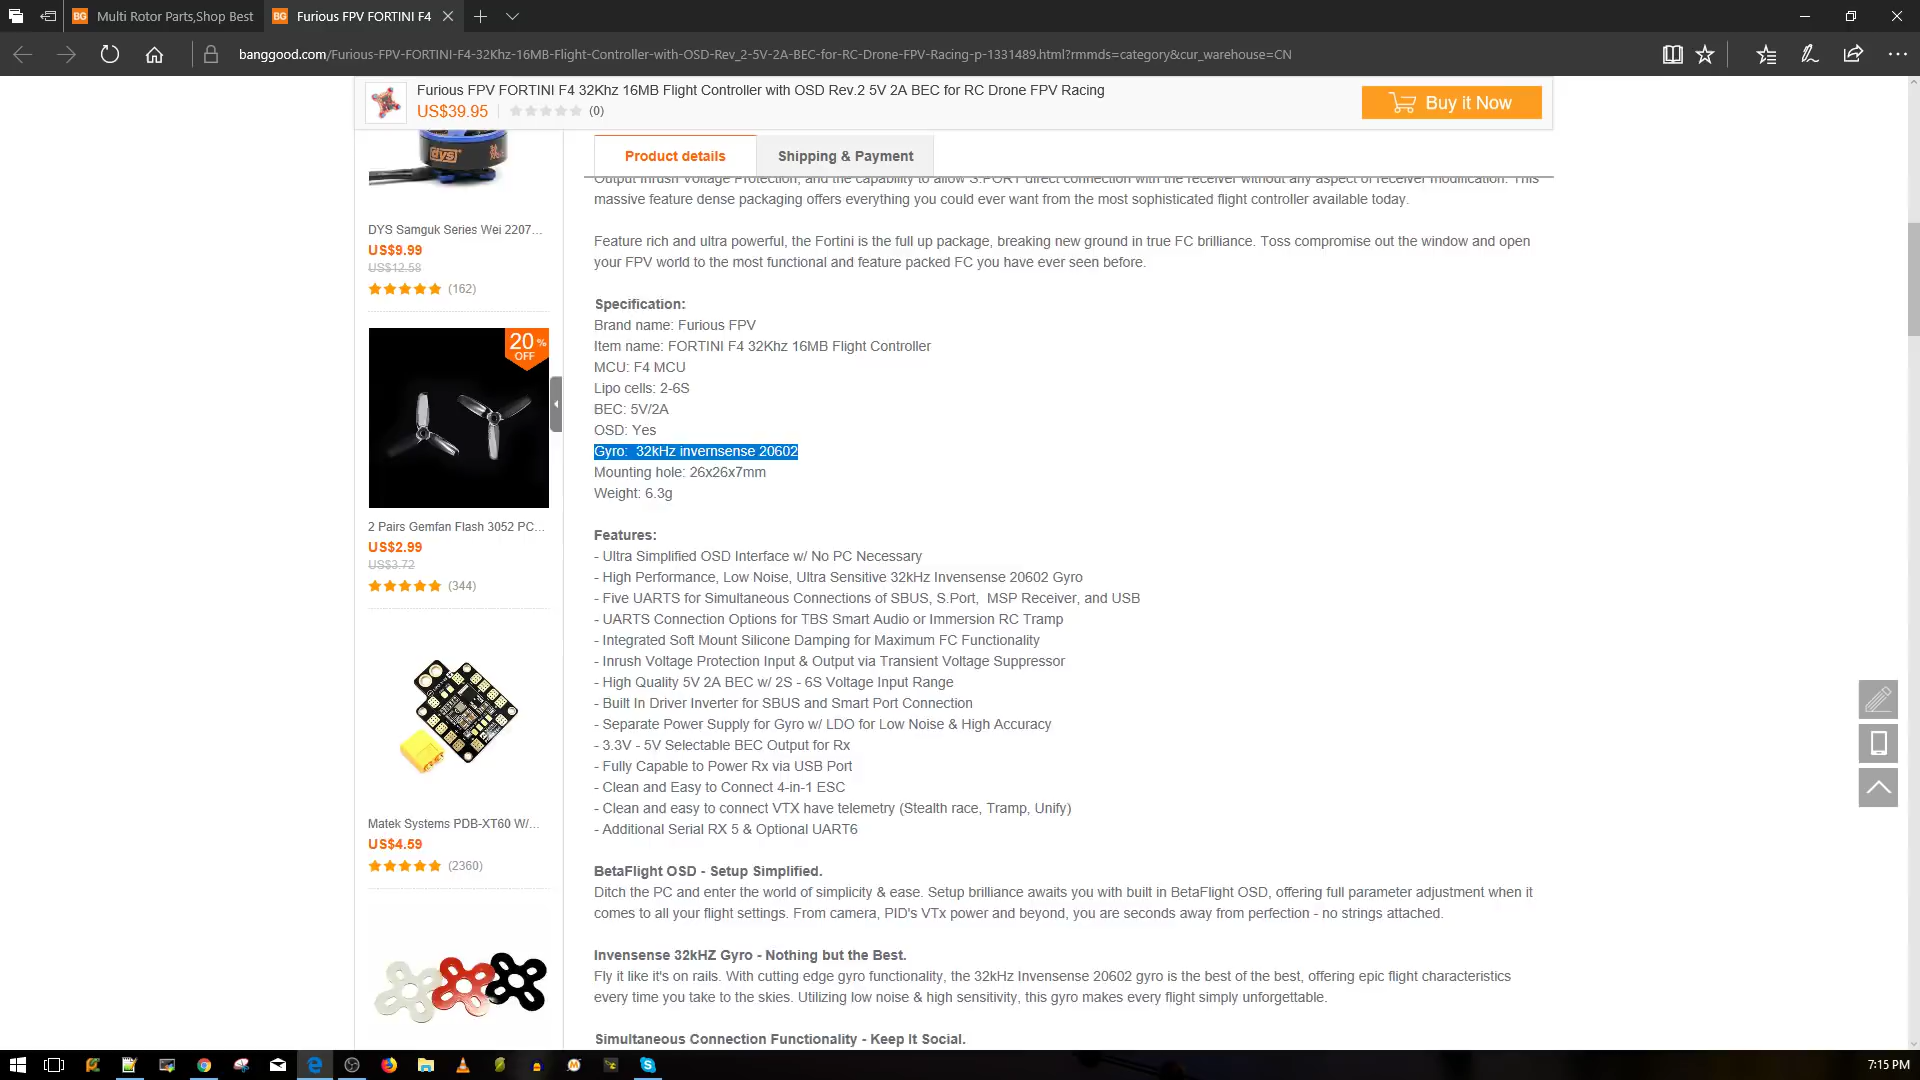 Multi Rotor Parts,Shop Best
Furious FPV FORTINI F4
banggood.com/Furious-FPV-FORTINI-F4-32Khz-16MB-Flight-Controller-with-OSD-Rev_2-5V-2A-BEC-for-RC-Drone-FPV-Racing-p-1331489.html?rmmds=category&cur_warehouse=CN
Furious FPV FORTINI F4 32Khz 16MB Flight Controller with OSD Rev.2 5V 2A BEC for RC Drone FPV Racing
US$39.95 (0)
Buy it Now
Product details
Shipping & Payment
dys
DYS Samguk Series Wei 2207...
US$9.99
US$12.58
(162)
20% OFF
2 Pairs Gemfan Flash 3052 PC...
US$2.99
US$3.72
(344)
Matek Systems PDB-XT60 W/...
US$4.59
(2360)
Output Inrush Voltage Protection, and the capability to allow S.PORT direct connection with the receiver without any aspect of receiver modification. This
massive feature dense packaging offers everything you could ever want from the most sophisticated flight controller available today.
Feature rich and ultra powerful, the Fortini is the full up package, breaking new ground in true FC brilliance. Toss compromise out the window and open
your FPV world to the most functional and feature packed FC you have ever seen before.
Specification:
Brand name: Furious FPV
Item name: FORTINI F4 32Khz 16MB Flight Controller
MCU: F4 MCU
Lipo cells: 2-6S
BEC: 5V/2A
OSD: Yes
Gyro:  32kHz invernsense 20602
Mounting hole: 26x26x7mm
Weight: 6.3g
Features:
- Ultra Simplified OSD Interface w/ No PC Necessary
- High Performance, Low Noise, Ultra Sensitive 32kHz Invensense 20602 Gyro
- Five UARTS for Simultaneous Connections of SBUS, S.Port,  MSP Receiver, and USB
- UARTS Connection Options for TBS Smart Audio or Immersion RC Tramp
- Integrated Soft Mount Silicone Damping for Maximum FC Functionality
- Inrush Voltage Protection Input & Output via Transient Voltage Suppressor
- High Quality 5V 2A BEC w/ 2S - 6S Voltage Input Range
- Built In Driver Inverter for SBUS and Smart Port Connection
- Separate Power Supply for Gyro w/ LDO for Low Noise & High Accuracy
- 3.3V - 5V Selectable BEC Output for Rx
- Fully Capable to Power Rx via USB Port
- Clean and Easy to Connect 4-in-1 ESC
- Clean and easy to connect VTX have telemetry (Stealth race, Tramp, Unify)
- Additional Serial RX 5 & Optional UART6
BetaFlight OSD - Setup Simplified.
Ditch the PC and enter the world of simplicity & ease. Setup brilliance awaits you with built in BetaFlight OSD, offering full parameter adjustment when it
comes to all your flight settings. From camera, PID's VTx power and beyond, you are seconds away from perfection - no strings attached.
Invensense 32kHZ Gyro - Nothing but the Best.
Fly it like it's on rails. With cutting edge gyro functionality, the 32kHz Invensense 20602 gyro is the best of the best, offering epic flight characteristics
every time you take to the skies. Utilizing low noise & high sensitivity, this gyro makes every flight simply unforgettable.
Simultaneous Connection Functionality - Keep It Social.
7:15 PM